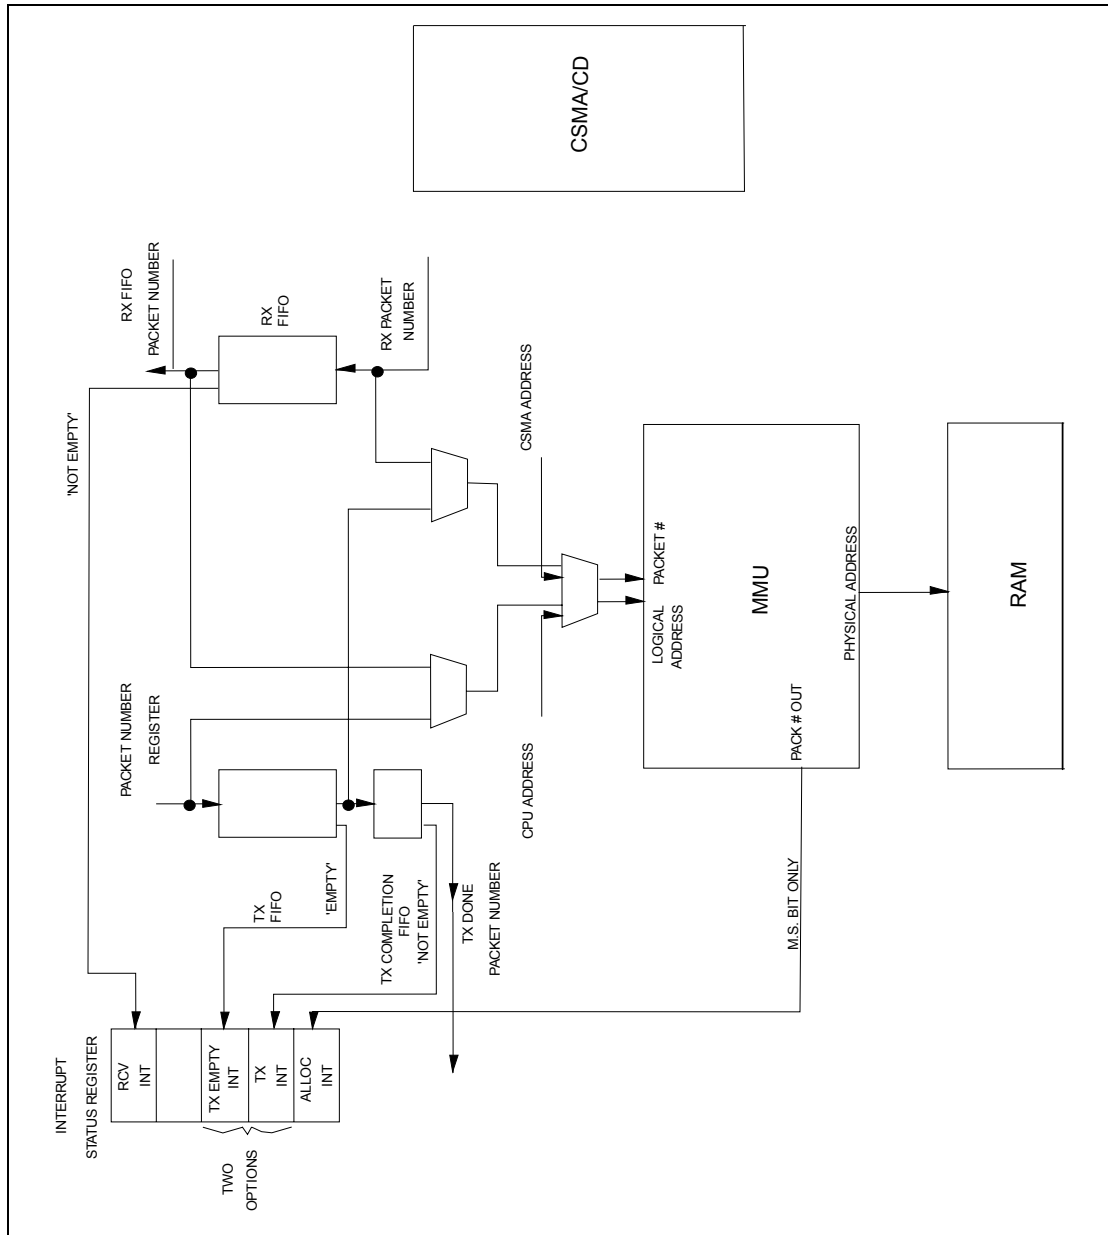 INTERRUPT
STATUS REGISTER
RCV
INT
TX EMPTY
INT
TX
INT
ALLOC
INT
TWO
OPTIONS
'NOT EMPTY'
PACKET NUMBER
REGISTER
TX
FIFO
'EMPTY'
TX COMPLETION
FIFO
'NOT EMPTY'
TX DONE
PACKET NUMBER
RX FIFO
PACKET NUMBER
RX
FIFO
RX PACKET
NUMBER
CPU ADDRESS
CSMA ADDRESS
LOGICAL
ADDRESS
PACKET #
MMU
PACK # OUT
PHYSICAL ADDRESS
M.S. BIT ONLY
RAM
CSMA/CD